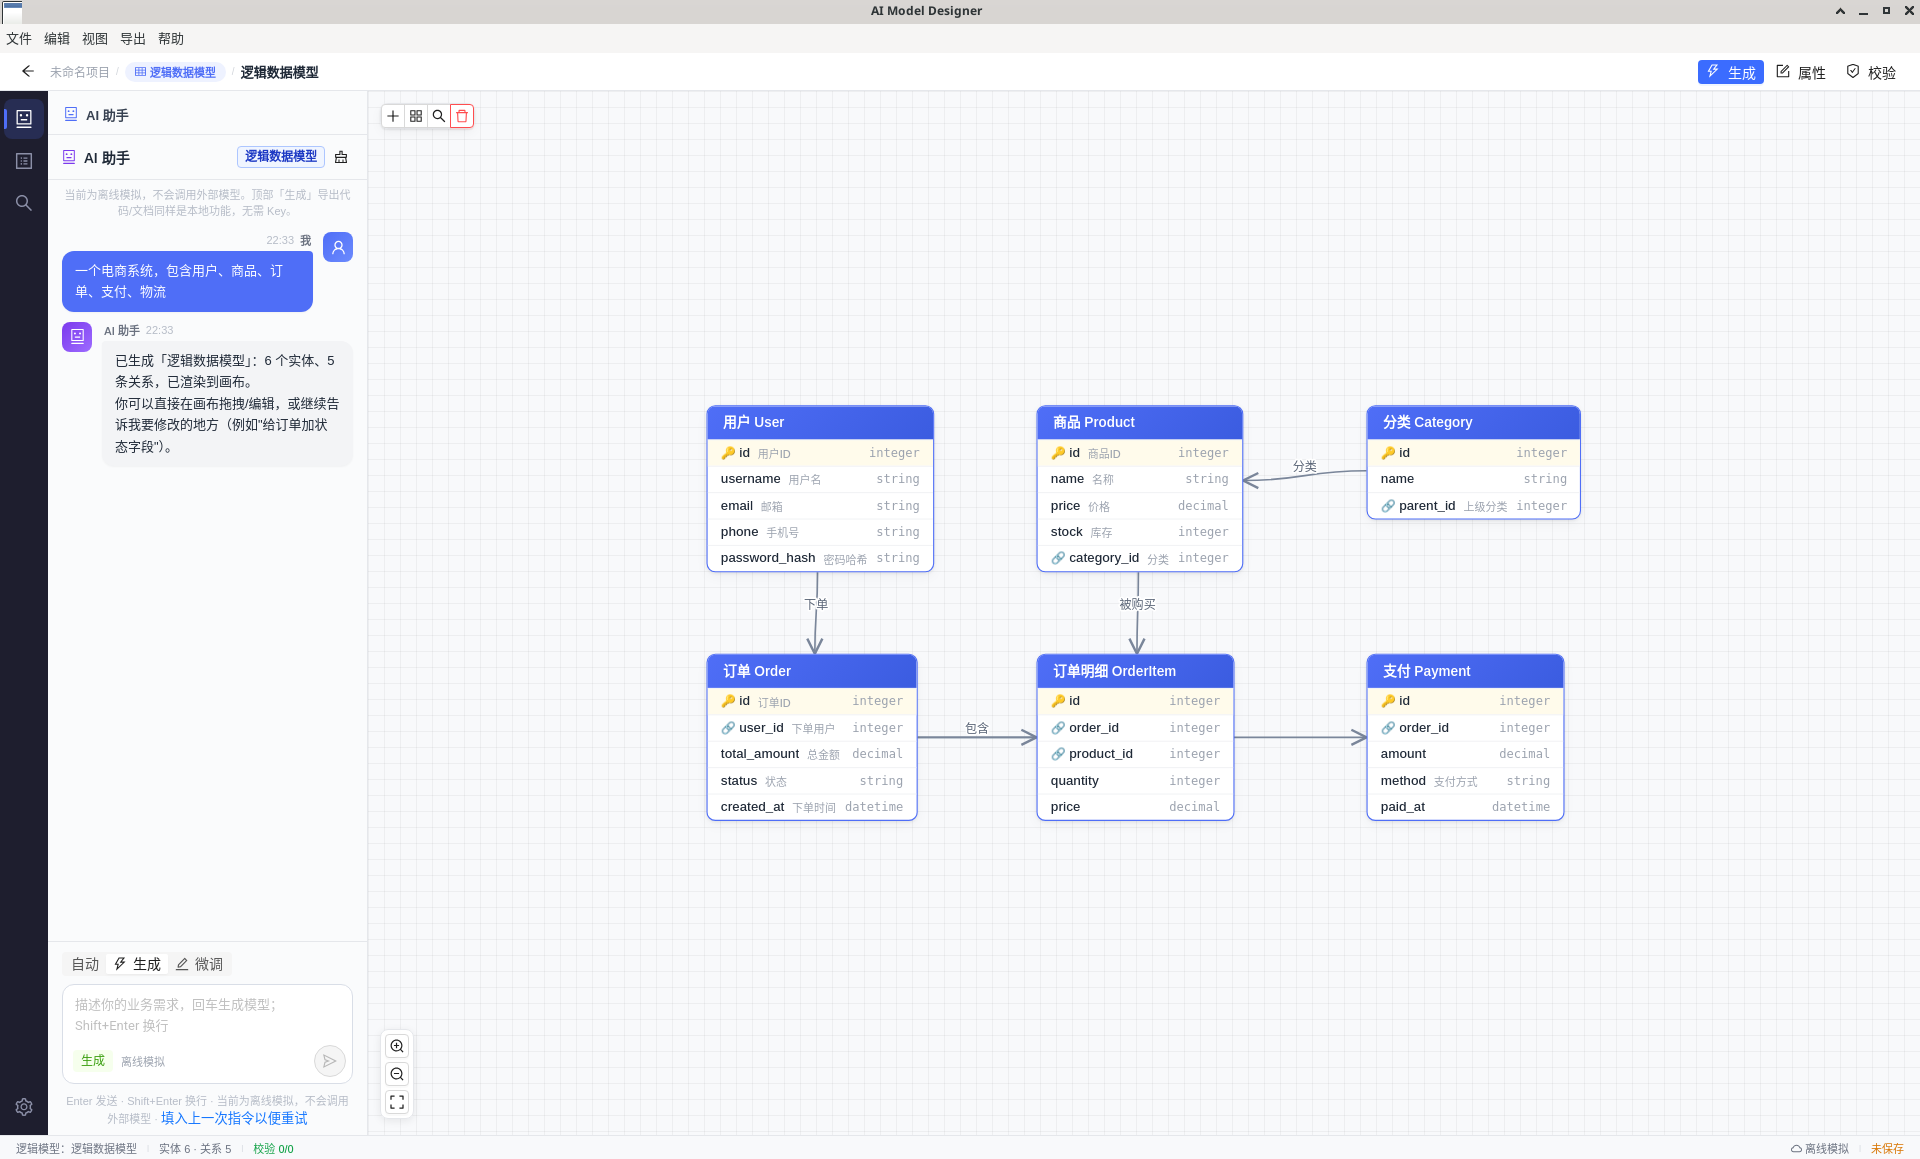 AI Model Designer
文件 编辑 视图 导出 帮助
未命名项目 / 逻辑数据模型 / 逻辑数据模型
生成 属性 校验
AI 助手
AI 助手 逻辑数据模型
当前为离线模拟，不会调用外部模型。顶部「生成」导出代
码/文档同样是本地功能，无需 Key。
22:33 我
一个电商系统，包含用户、商品、订
单、支付、物流
AI 助手 22:33
已生成「逻辑数据模型」：6 个实体、5
条关系，已渲染到画布。
你可以直接在画布拖拽/编辑，或继续告
诉我要修改的地方（例如"给订单加状
态字段"）。
自动 生成 微调
描述你的业务需求，回车生成模型；
Shift+Enter 换行
生成 离线模拟
Enter 发送 · Shift+Enter 换行 · 当前为离线模拟，不会调用
外部模型 · 填入上一次指令以便重试
用户 User
id 用户ID integer
username 用户名 string
email 邮箱 string
phone 手机号 string
password_hash 密码哈希 string
商品 Product
id 商品ID integer
name 名称 string
price 价格 decimal
stock 库存 integer
category_id 分类 integer
分类
分类 Category
id integer
name string
parent_id 上级分类 integer
下单
被购买
订单 Order
id 订单ID integer
user_id 下单用户 integer
total_amount 总金额 decimal
status 状态 string
created_at 下单时间 datetime
包含
订单明细 OrderItem
id integer
order_id integer
product_id integer
quantity integer
price decimal
支付 Payment
id integer
order_id integer
amount decimal
method 支付方式 string
paid_at datetime
逻辑模型：逻辑数据模型 实体 6 · 关系 5 校验 0/0
离线模拟 未保存